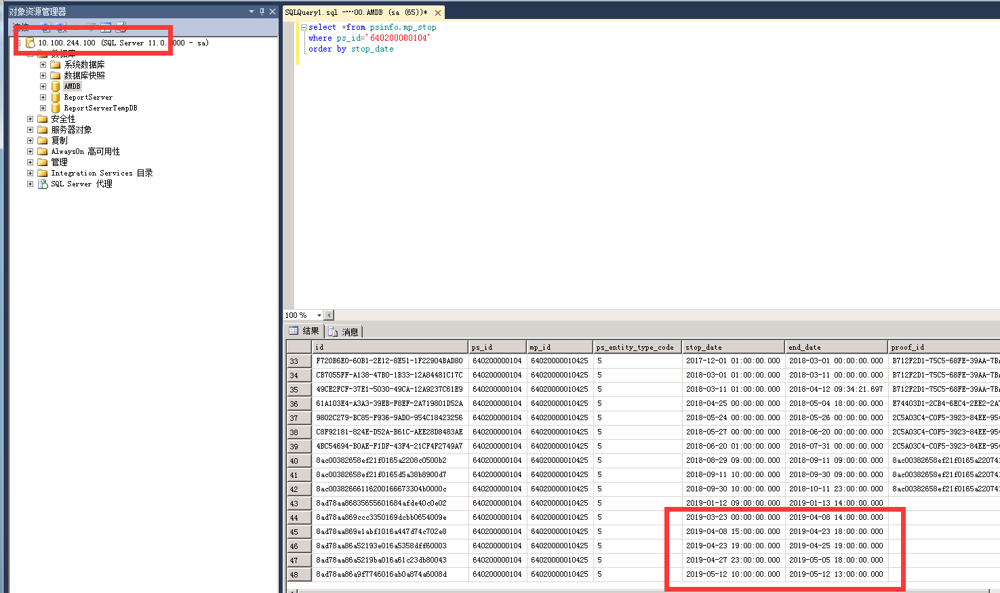 对象资源管理器
10.100.244.100 (SQL Server 11.0. 000 - sa)
数据库
系统数据库
数据库快照
AMDB
ReportServer
ReportServerTempDB
安全性
服务器对象
复制
AlwaysOn 高可用性
管理
Integration Services 目录
SQL Server 代理
SQLQuery1.sql -...00.AMDB (sa (65))*
select *from psinfo.mp_stop
where ps_id='640200000104'
order by stop_date
100 %
结果 消息
id ps_id mp_id ps_entity_type_code stop_date end_date proof_id
33 F720B6E0-60B1-2E12-8E51-1F22904BAD80 640200000104 64020000010425 5 2017-12-01 01:00:00.000 2018-03-01 00:00:00.000 B712F2D1-75C5-68FE-39AA-7BA
34 CB7055FF-A138-47B0-1B33-12A84481C17C 640200000104 64020000010425 5 2018-03-01 01:00:00.000 2018-03-11 00:00:00.000 B712F2D1-75C5-68FE-39AA-7BA
35 49CE2FCF-37E1-5030-49CA-12A9237C61E9 640200000104 64020000010425 5 2018-03-11 01:00:00.000 2018-04-12 09:34:21.697 B712F2D1-75C5-68FE-39AA-7BA
36 61A103E4-A3A3-39EB-F8EF-2A719801D52A 640200000104 64020000010425 5 2018-04-25 00:00:00.000 2018-05-04 18:00:00.000 E74403D1-2CB4-6EC4-2EE2-2A7
37 9802C279-BC85-F936-9AD0-954C18423256 640200000104 64020000010425 5 2018-05-24 00:00:00.000 2018-05-26 00:00:00.000 2C5A03C4-C0F5-3923-84EE-954
38 C8F92181-824E-D52A-B61C-AEE28D8483AE 640200000104 64020000010425 5 2018-05-27 00:00:00.000 2018-06-20 00:00:00.000 2C5A03C4-C0F5-3923-84EE-954
39 4BC54694-B0AE-F1DF-43F4-21CF4F2749A7 640200000104 64020000010425 5 2018-06-20 01:00:00.000 2018-07-31 00:00:00.000 2C5A03C4-C0F5-3923-84EE-954
40 8ac00382658ef21f0165a2208c0500b2 640200000104 64020000010425 5 2018-08-29 09:00:00.000 2018-09-11 09:00:00.000 8ac00382658ef21f0165a22074
41 8ac00382658ef21f0165d5a38b8900d7 640200000104 64020000010425 5 2018-09-11 10:00:00.000 2018-09-30 09:00:00.000 8ac00382658ef21f0165a22074
42 8ac003826661162001666733​04b0000c 640200000104 64020000010425 5 2018-09-30 10:00:00.000 2018-10-11 23:00:00.000 8ac00382658ef21f0165a22074
43 8ad78aa86835655601684afde40c0e02 640200000104 64020000010425 5 2019-01-12 09:00:00.000 2019-01-13 14:00:00.000
44 8ad78aa869ccc3350169dcbb0654009e 640200000104 64020000010425 5 2019-03-23 00:00:00.000 2019-04-08 14:00:00.000
45 8ad78aa869e1abf1016a447d74c702e8 640200000104 64020000010425 5 2019-04-08 15:00:00.000 2019-04-23 18:00:00.000
46 8ad78aa86a52193e016a5358dff60003 640200000104 64020000010425 5 2019-04-23 19:00:00.000 2019-04-25 19:00:00.000
47 8ad78aa86a5219ba016a61c23db80043 640200000104 64020000010425 5 2019-04-27 23:00:00.000 2019-05-05 18:00:00.000
48 8ad78aa86a9f7746016ab0a874a6008d 640200000104 64020000010425 5 2019-05-12 10:00:00.000 2019-05-12 13:00:00.000